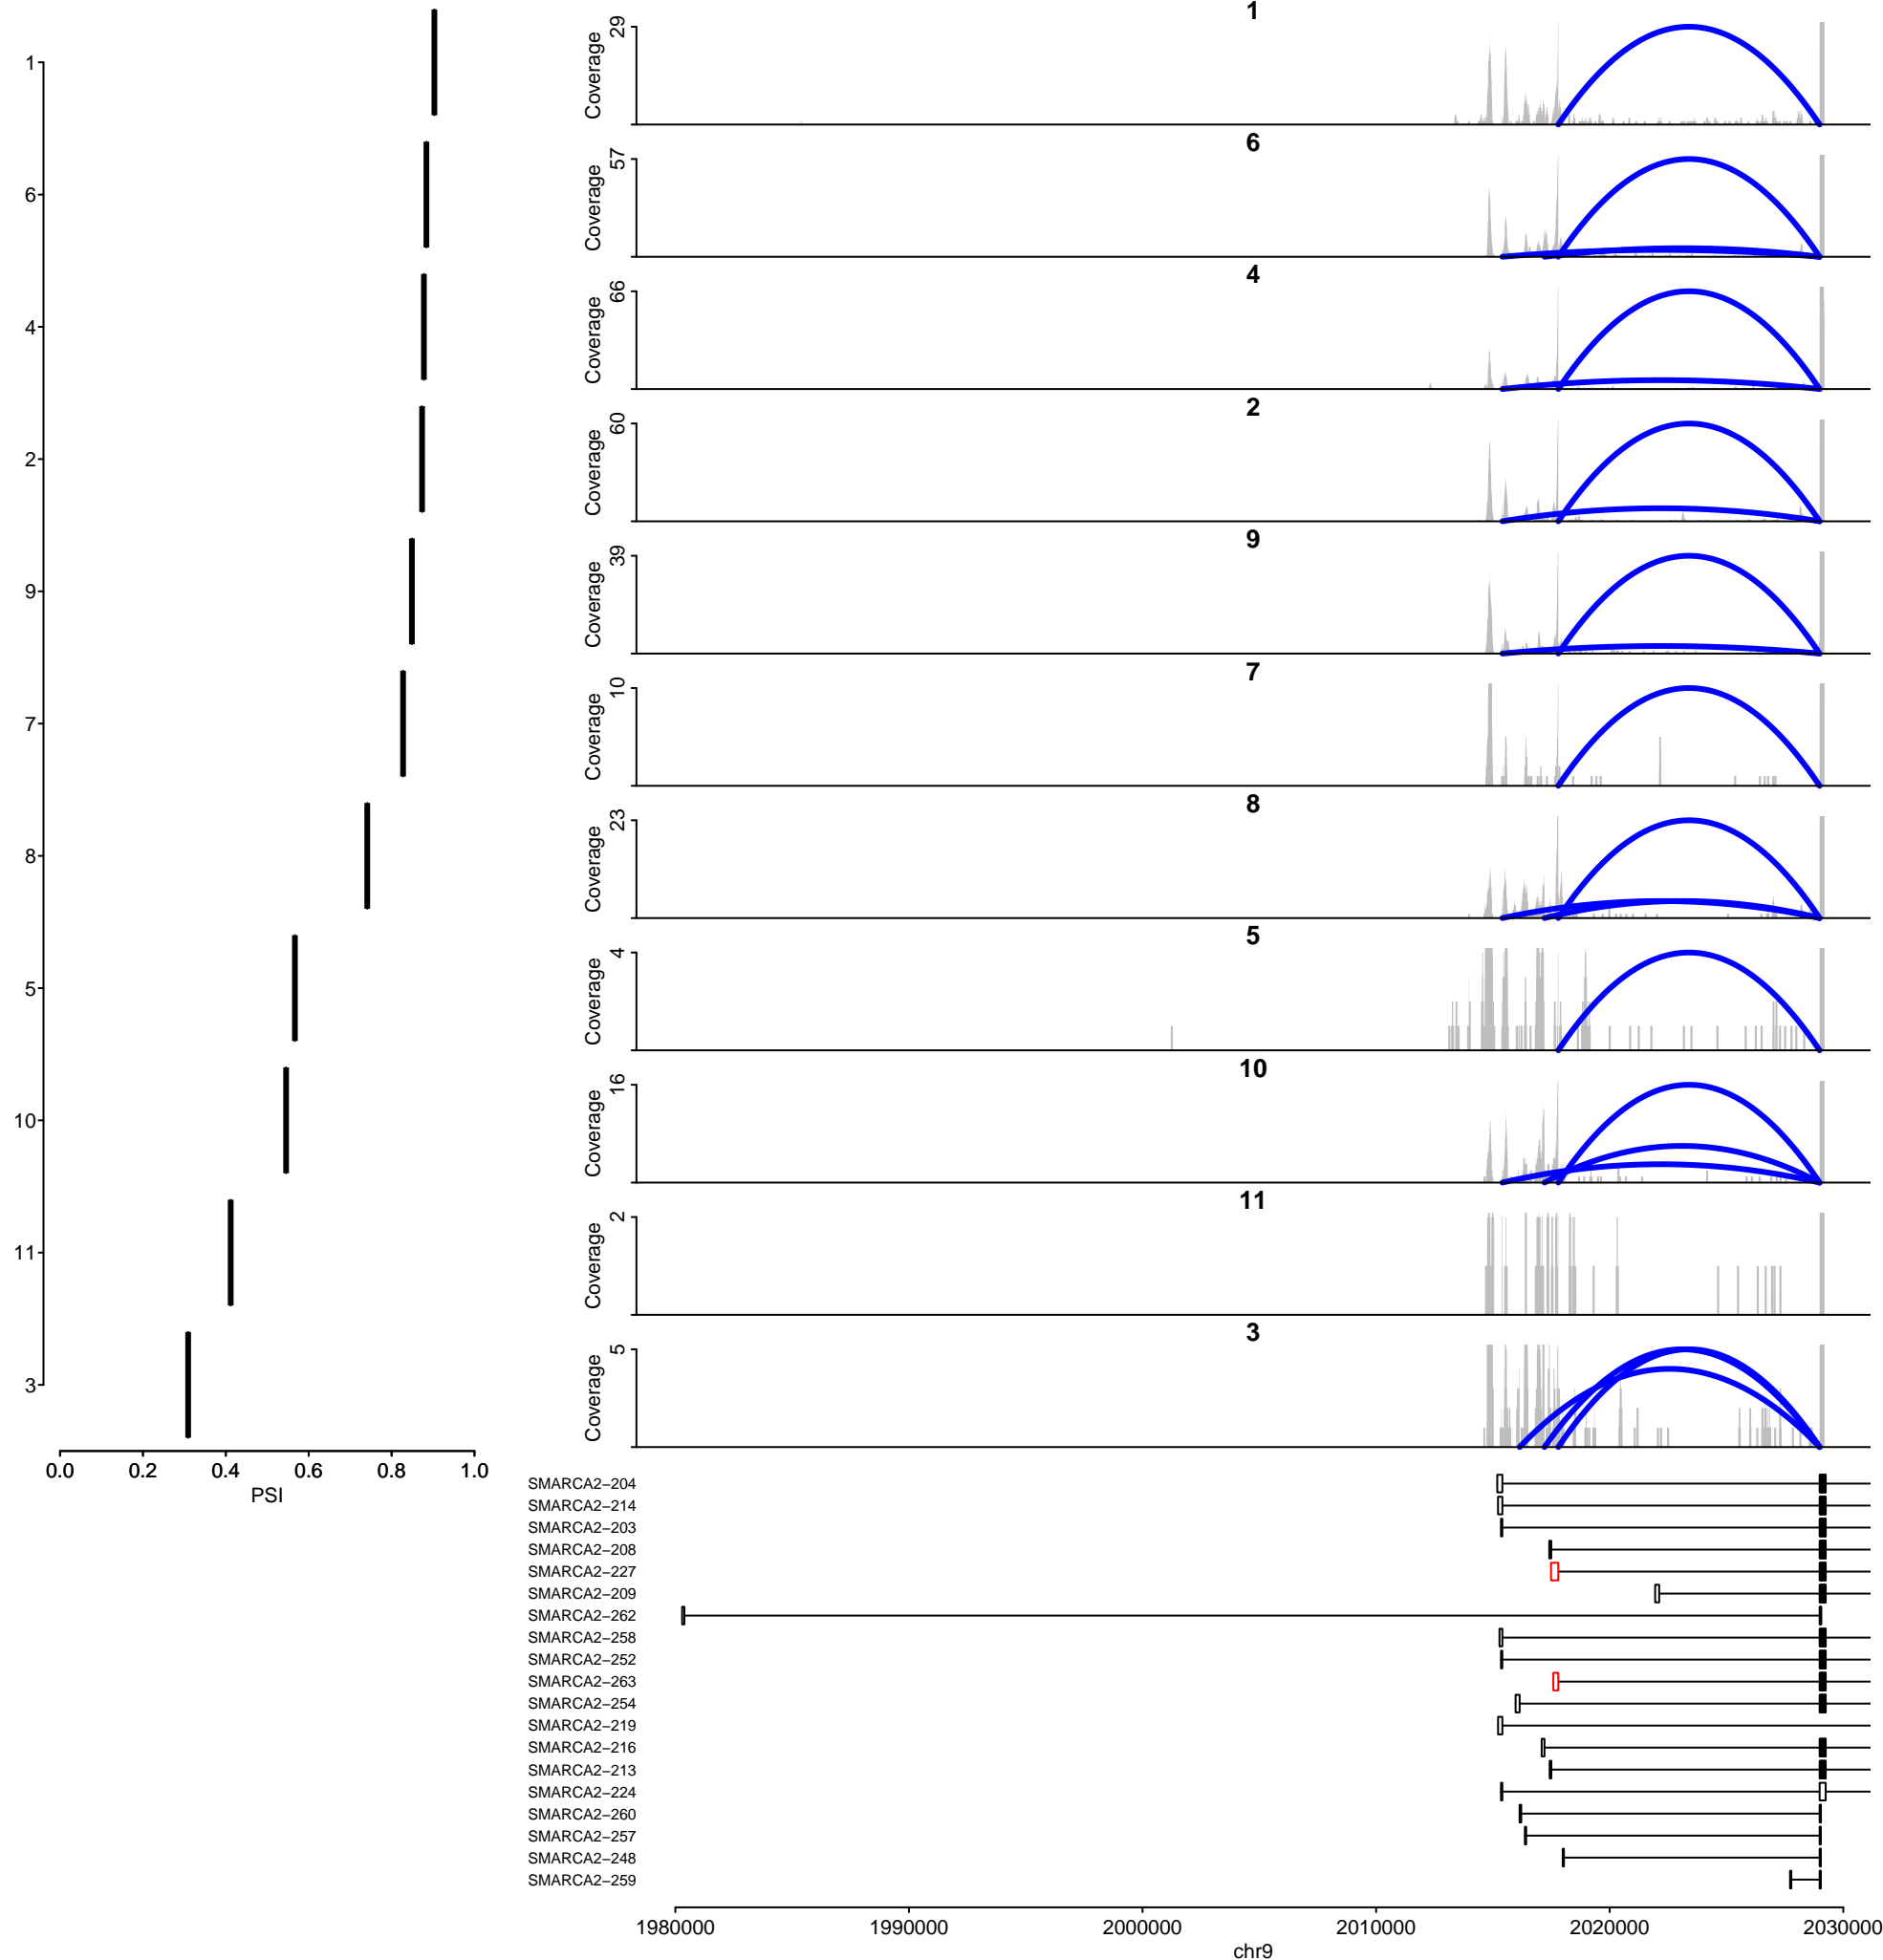 1
6
4
2
9
7
8
5
10
11
3
0.0 0.2 0.4 0.6 0.8 1.0
PSI
1
Coverage
29
6
Coverage
57
4
Coverage
66
2
Coverage
60
9
Coverage
39
7
Coverage
10
8
Coverage
23
5
Coverage
4
10
Coverage
16
11
Coverage
2
3
Coverage
5
SMARCA2−204
SMARCA2−214
SMARCA2−203
SMARCA2−208
SMARCA2−227
SMARCA2−209
SMARCA2−262
SMARCA2−258
SMARCA2−252
SMARCA2−263
SMARCA2−254
SMARCA2−219
SMARCA2−216
SMARCA2−213
SMARCA2−224
SMARCA2−260
SMARCA2−257
SMARCA2−248
SMARCA2−259
1980000 1990000 2000000 2010000 2020000 2030000
chr9